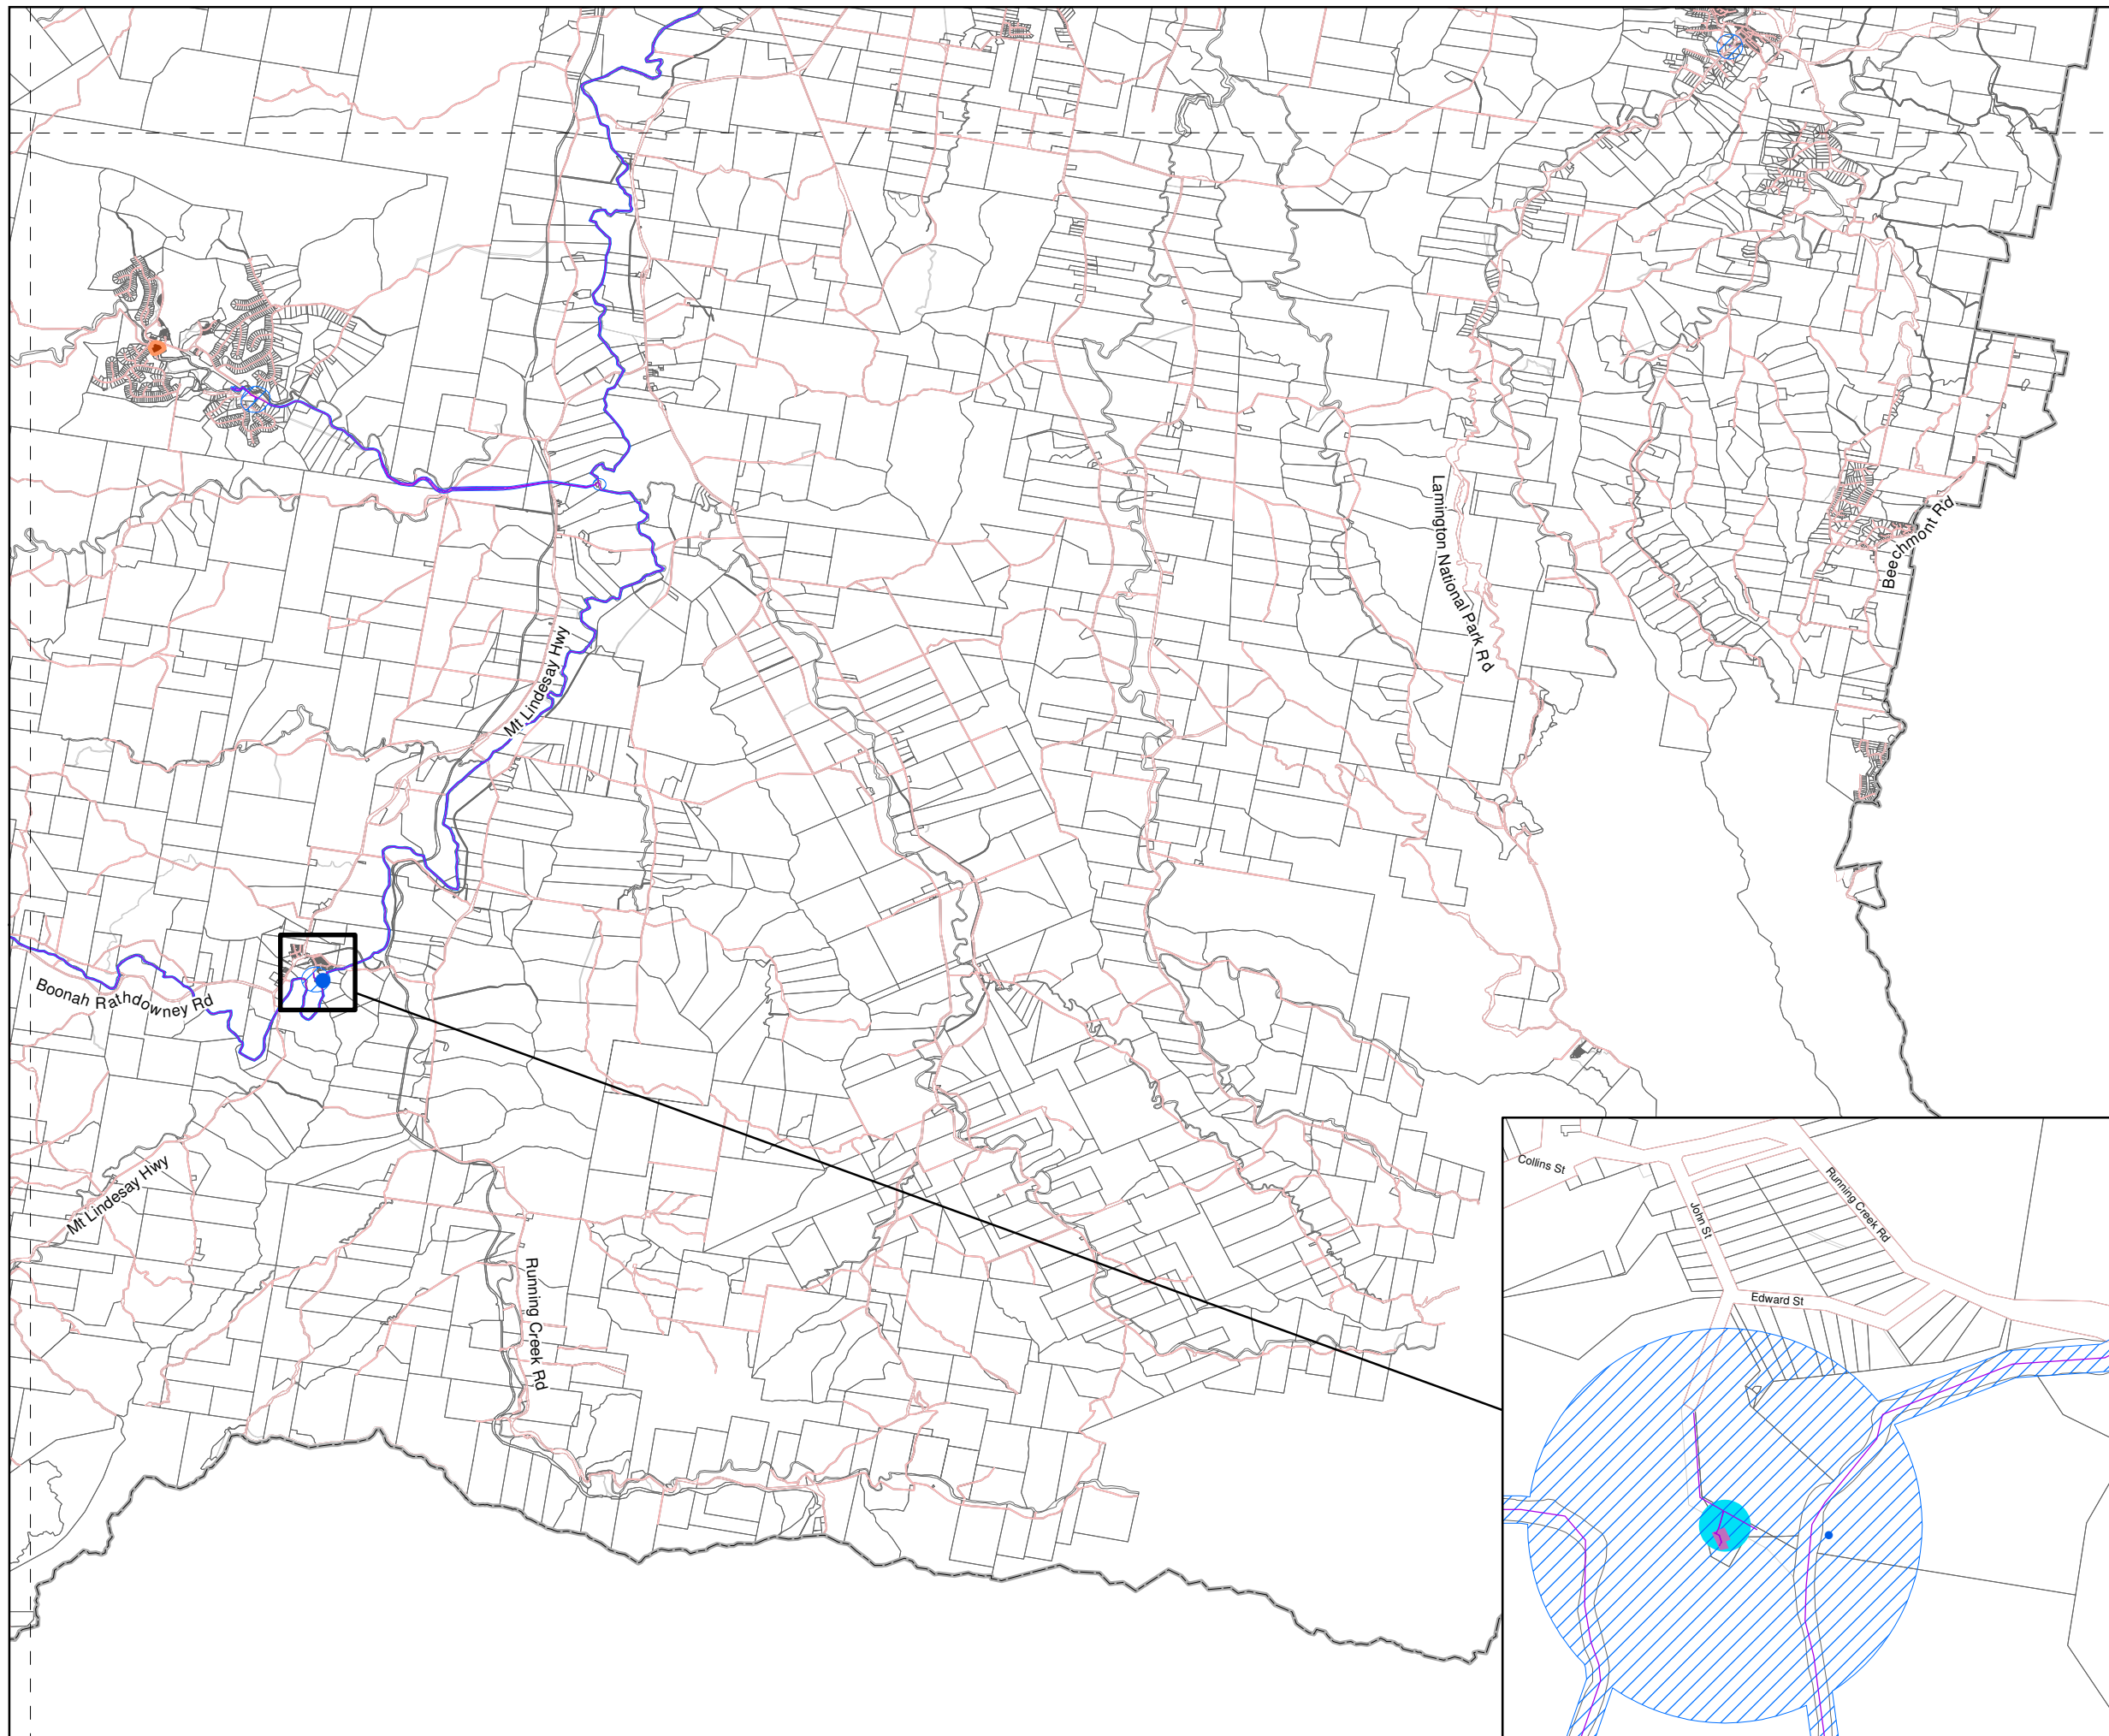 Lamington National Park Rd
Beechmont Rd
Mt Lindesay Hwy
Boonah Rathdowney Rd
Mt Lindesay Hwy
Running Creek Rd
Collins St
John St
Running Creek Rd
Edward St